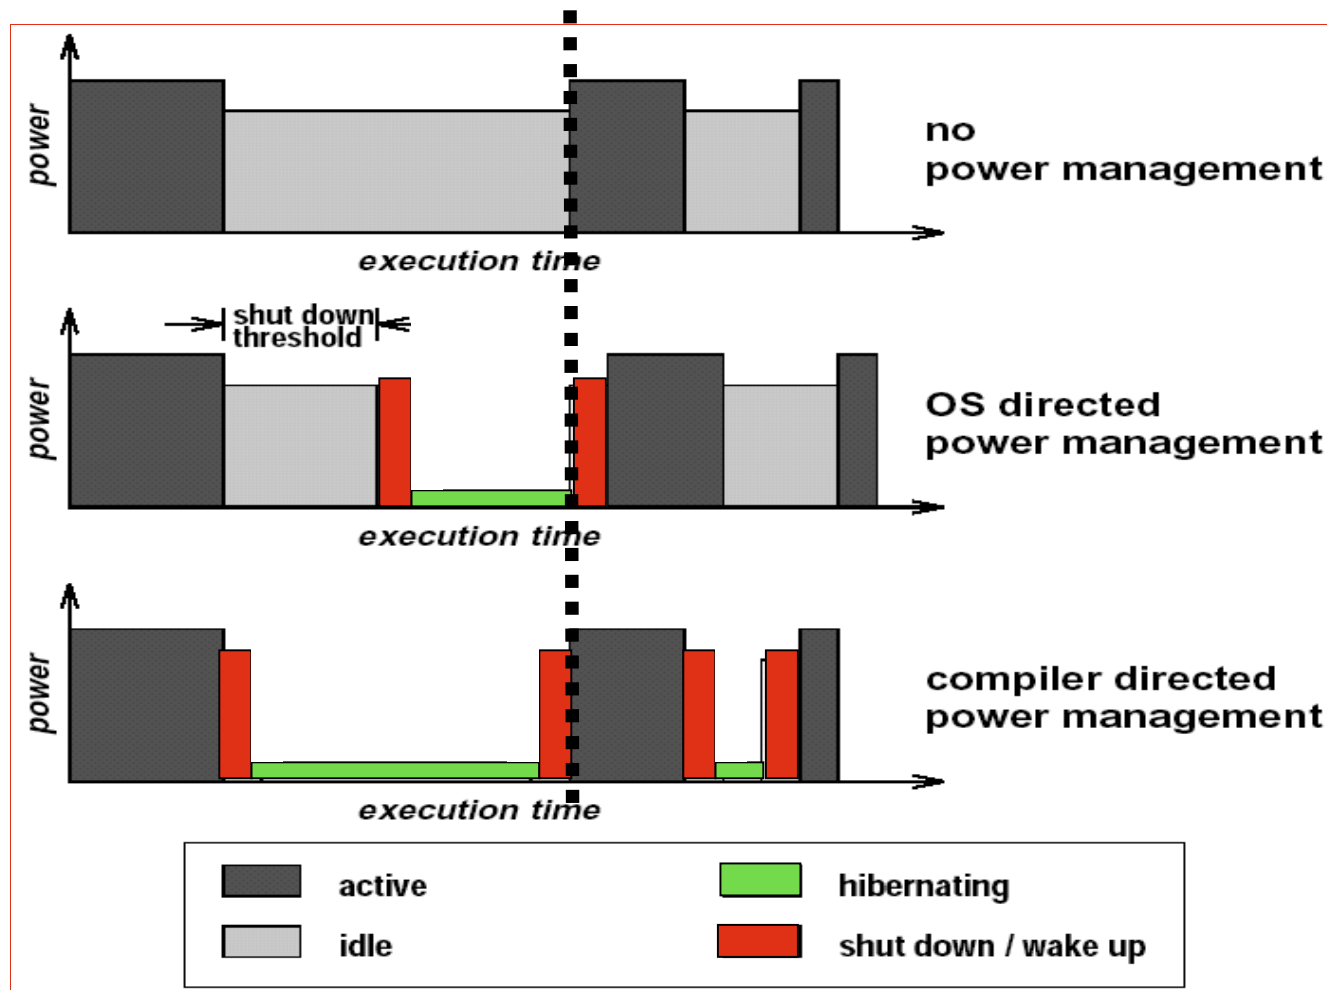 power
no
power management
execution time
shut down
threshold
power
OS directed
power management
execution time
power
compiler directed
power management
execution time
active
hibernating
idle
shut down / wake up